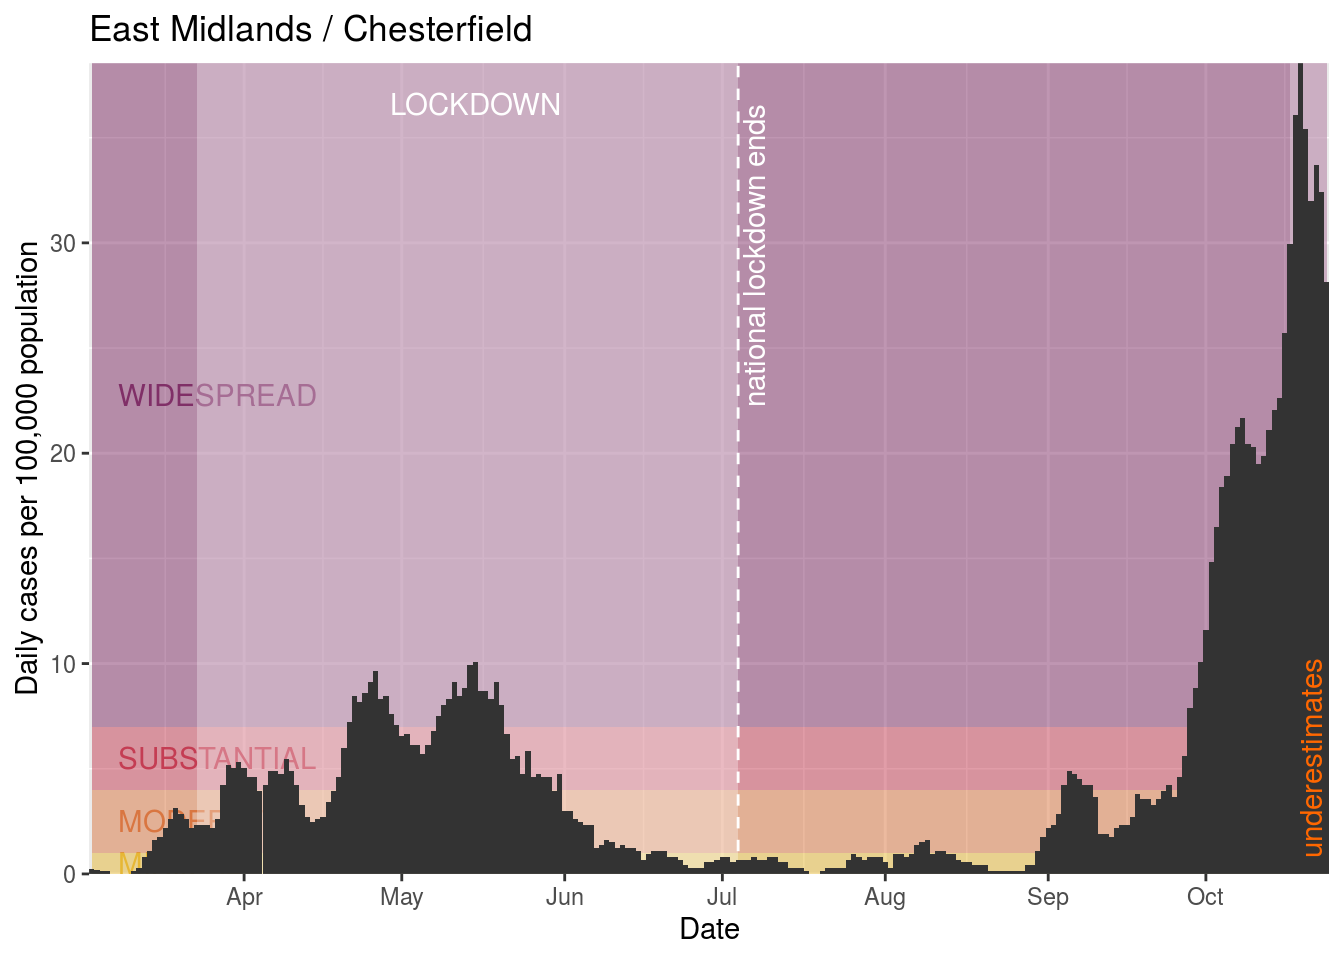 East Midlands / Chesterfield
LOCKDOWN
national lockdown ends
WIDESPREAD
SUBSTANTIAL
underestimates
Daily cases per 100,000 population
30
20
10
0
Apr
May
Jun
Jul
Aug
Sep
Oct
Date